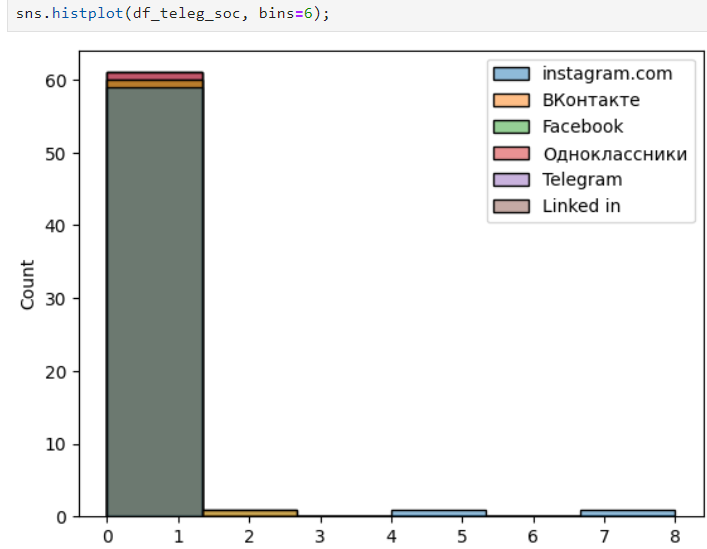 sns.histplot(df_teleg_soc, bins=6);
instagram.com
ВКонтакте
Facebook
Одноклассники
Telegram
Linked in
Count
60
50
40
30
20
10
0
0 1 2 3 4 5 6 7 8